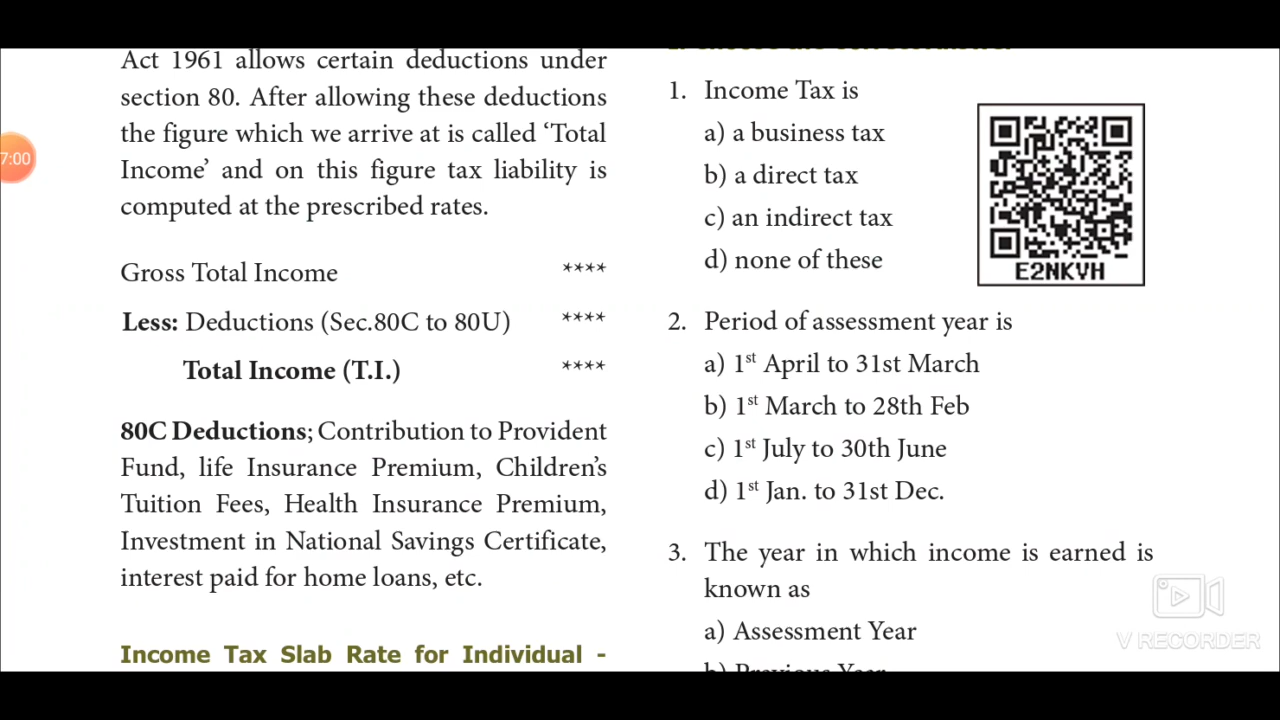 Act 1961 allows certain deductions under
section 80. After allowing these deductions
the figure which we arrive at is called ‘Total
Income’ and on this figure tax liability is
computed at the prescribed rates.
Gross Total Income ****
Less: Deductions (Sec.80C to 80U) ****
Total Income (T.I.) ****
80C Deductions; Contribution to Provident
Fund, life Insurance Premium, Children’s
Tuition Fees, Health Insurance Premium,
Investment in National Savings Certificate,
interest paid for home loans, etc.
Income Tax Slab Rate for Individual -
1. Income Tax is
a) a business tax
b) a direct tax
c) an indirect tax
d) none of these
E2NKVH
2. Period of assessment year is
a) 1st April to 31st March
b) 1st March to 28th Feb
c) 1st July to 30th June
d) 1st Jan. to 31st Dec.
3. The year in which income is earned is
known as
a) Assessment Year
b) Previous Year
7:00
V RECORDER